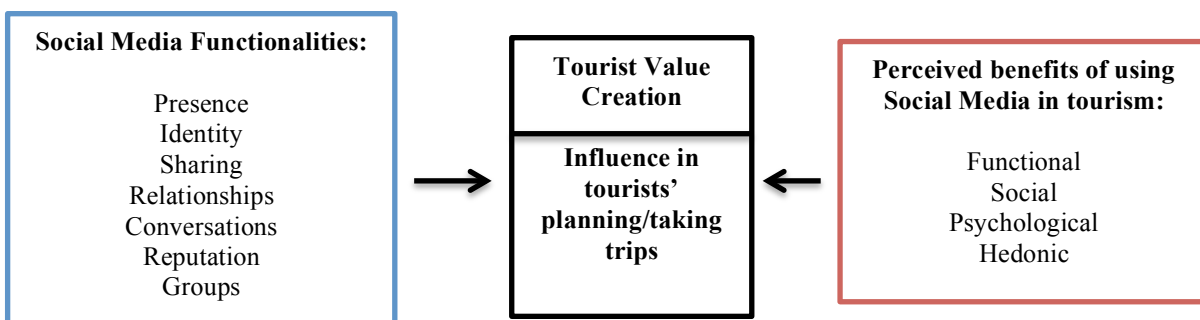 Social Media Functionalities:
Presence
Identity
Sharing
Relationships
Conversations
Reputation
Groups
Tourist Value
Creation
Influence in
tourists’
planning/taking
trips
Perceived benefits of using
Social Media in tourism:
Functional
Social
Psychological
Hedonic